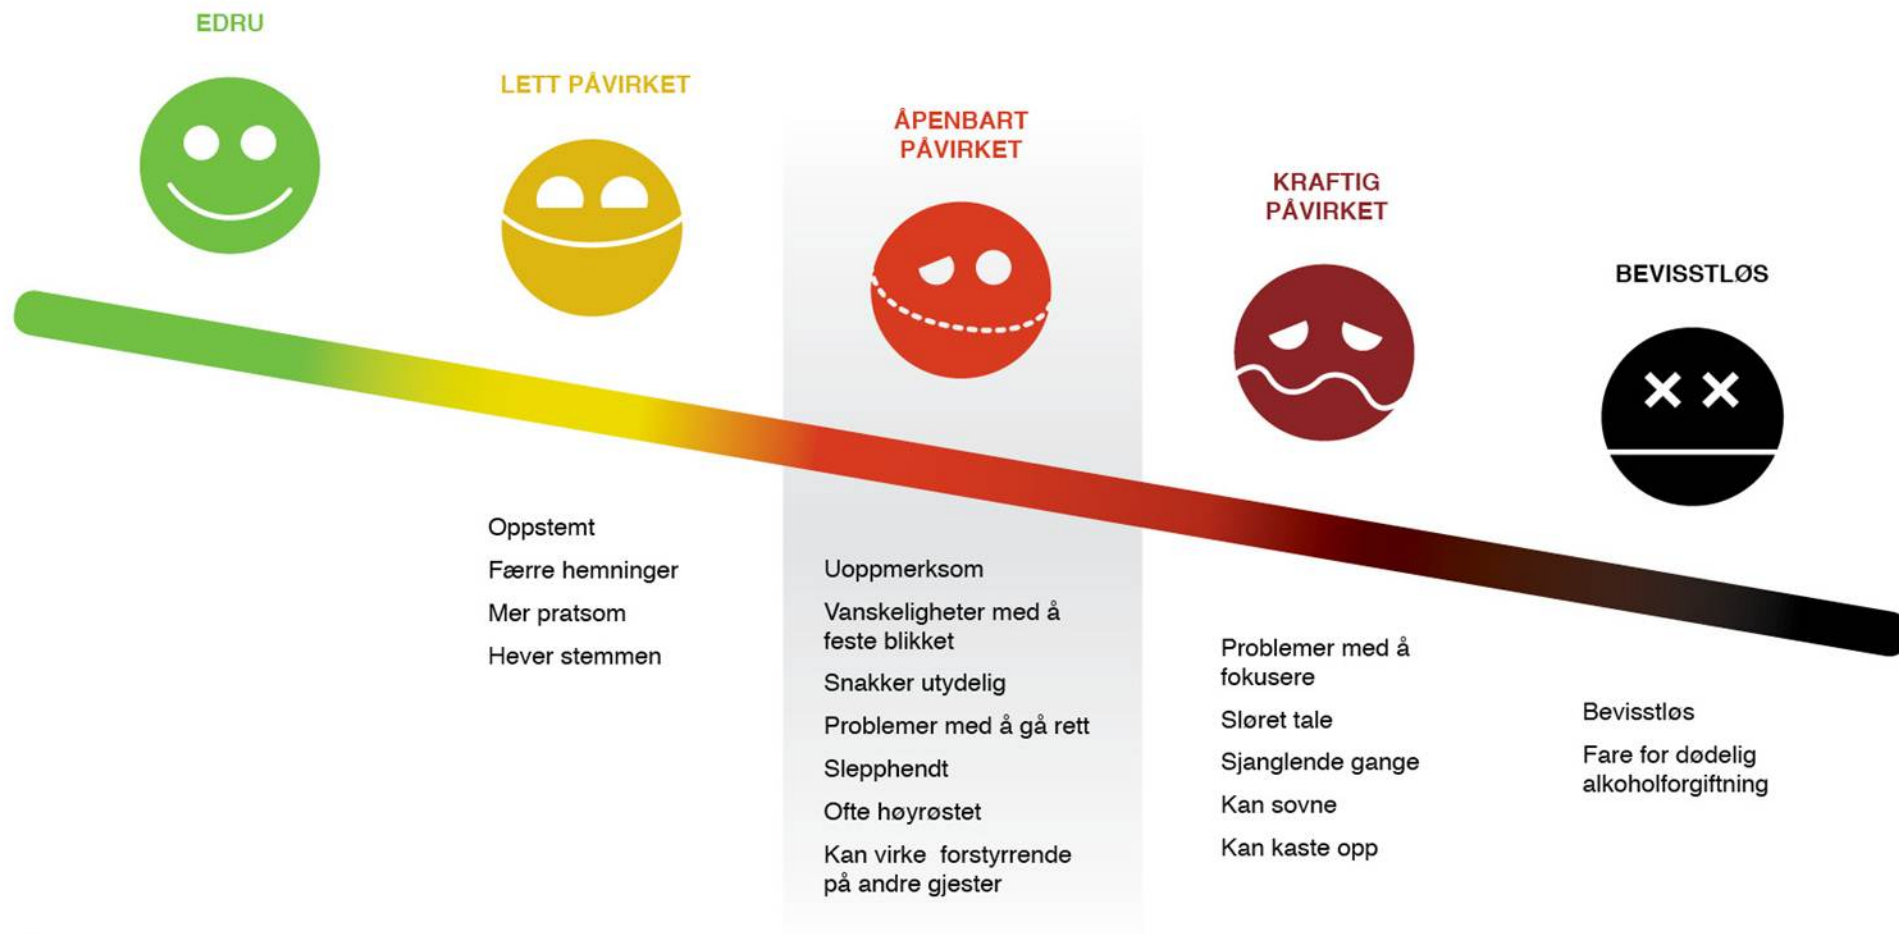 EDRU
LETT PÅVIRKET
ÅPENBART
PÅVIRKET
KRAFTIG
PÅVIRKET
BEVISSTLØS
Oppstemt
Færre hemninger
Mer pratsom
Hever stemmen
Uoppmerksom
Vanskeligheter med å
feste blikket
Snakker utydelig
Problemer med å gå rett
Slepphendt
Ofte høyrøstet
Kan virke forstyrrende
på andre gjester
Problemer med å
fokusere
Sløret tale
Sjanglende gange
Kan sovne
Kan kaste opp
Bevisstløs
Fare for dødelig
alkoholforgiftning